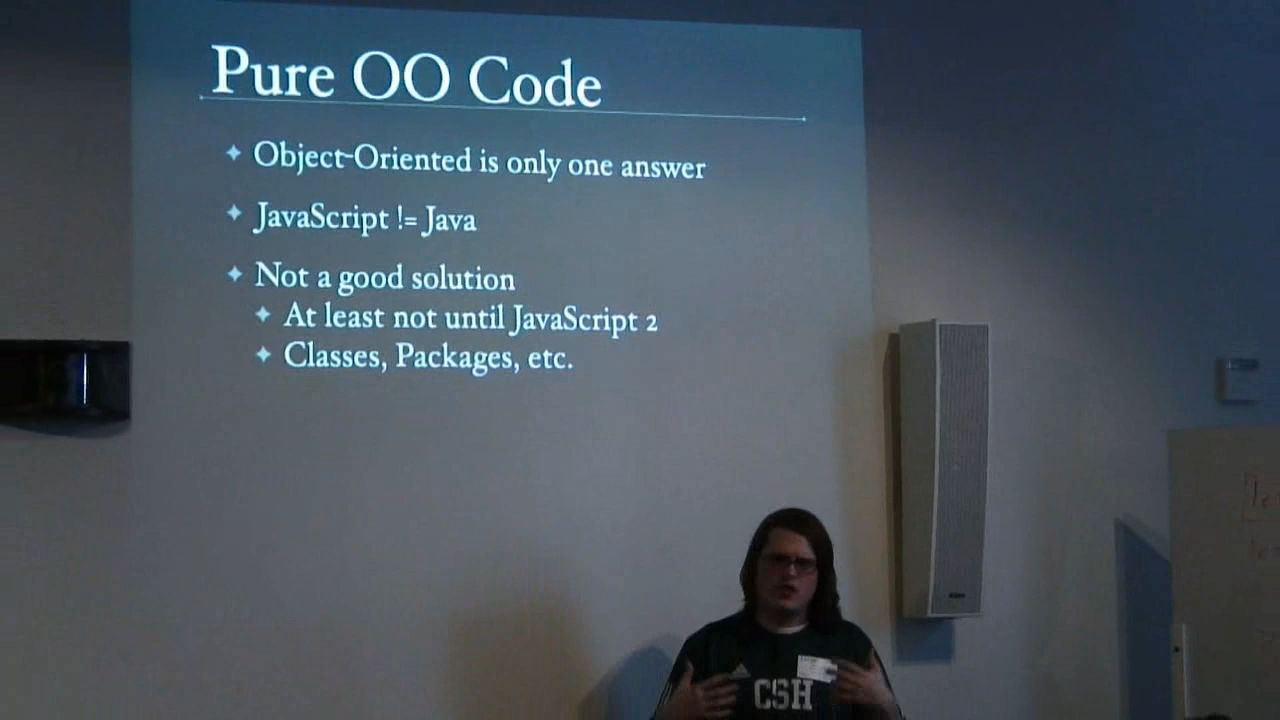 Pure OO Code
Object-Oriented is only one answer
JavaScript != Java
Not a good solution
At least not until JavaScript 2
Classes, Packages, etc.
CSH